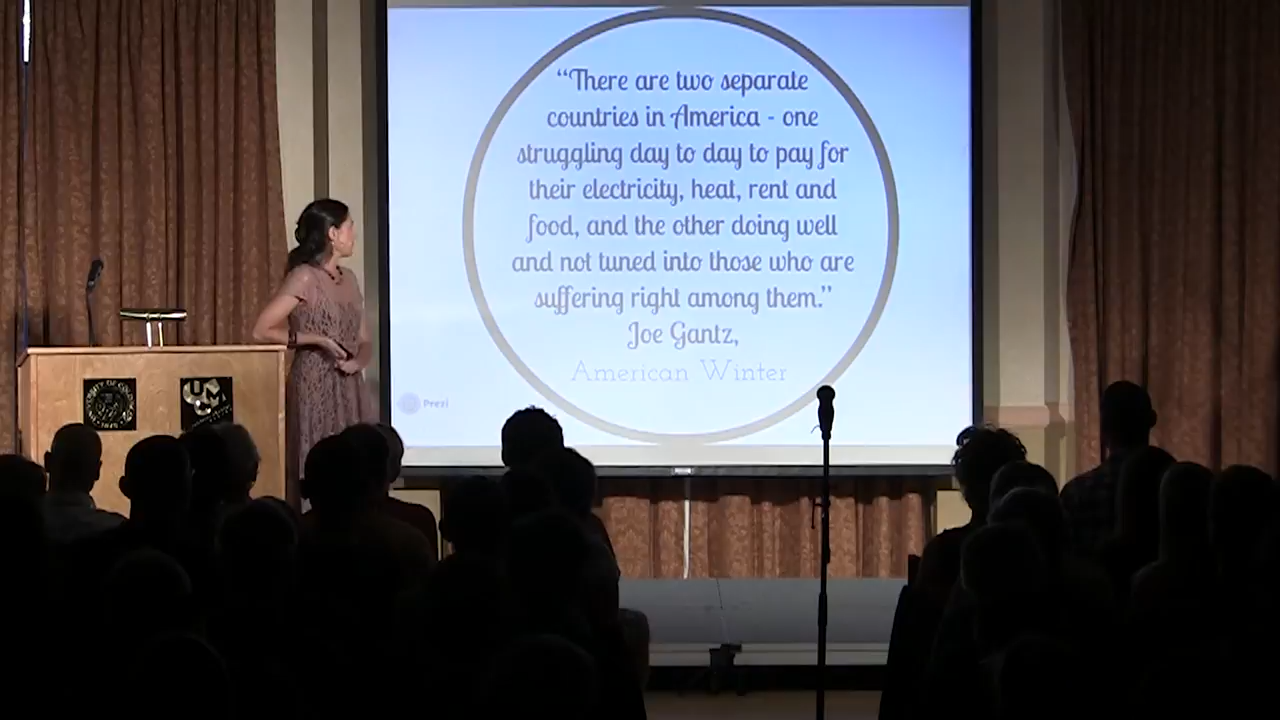 “There are two separate
countries in America - one
struggling day to day to pay for
their electricity, heat, rent and
food, and the other doing well
and not tuned into those who are
suffering right among them.”
Joe Gantz,
American Winter
Prezi
UMC